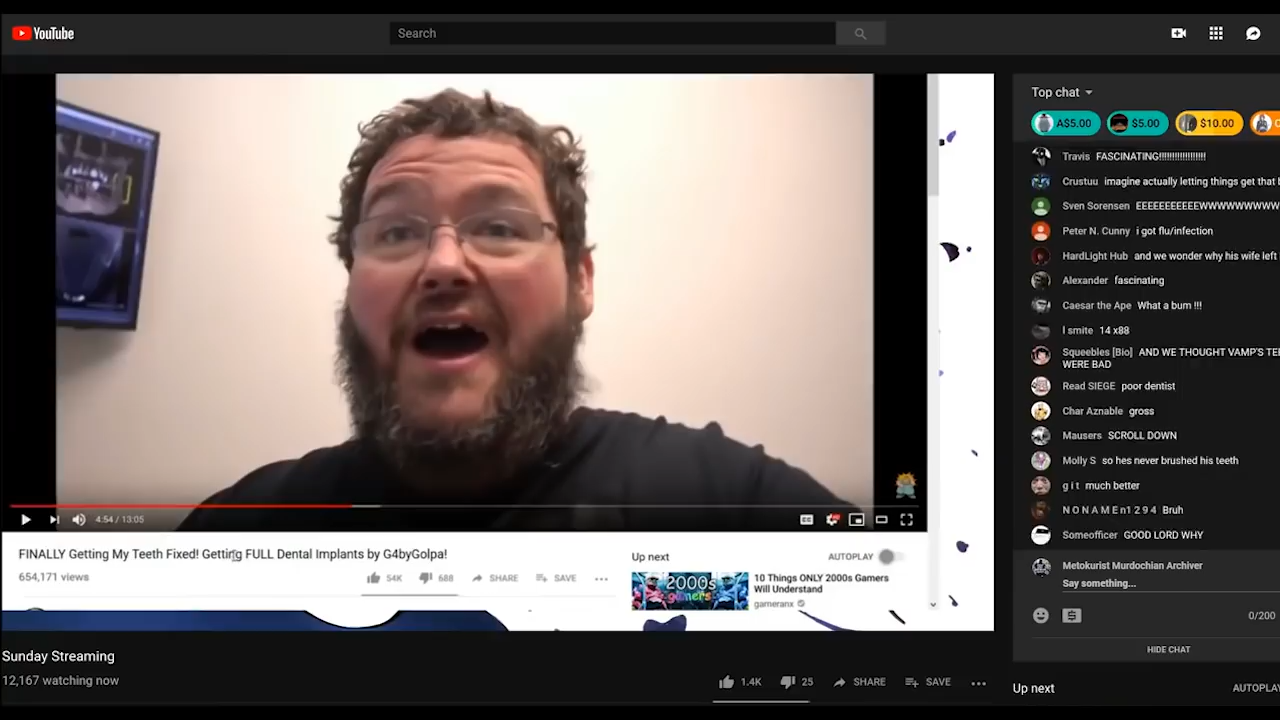 YouTube
Search
Top chat
A$5.00 $5.00 $10.00
Travis FASCINATING!!!!!!!!!!!!!!!!!!
Crustuu imagine actually letting things get that
Sven Sorensen EEEEEEEEEEEWWWWWWWWW
Peter N. Cunny i got flu/infection
HardLight Hub and we wonder why his wife left
Alexander fascinating
Caesar the Ape What a bum !!!
I smite 14 x88
Squeebles [Bio] AND WE THOUGHT VAMP'S
WERE BAD
Read SIEGE poor dentist
Char Aznable gross
Mausers SCROLL DOWN
Molly S so hes never brushed his teeth
g i t much better
N O N A M E n1 2 9 4 Bruh
Someofficer GOOD LORD WHY
Metokurist Murdochian Archiver
Say something...
0/200
HIDE CHAT
4:54 / 13:05
FINALLY Getting My Teeth Fixed! Getting FULL Dental Implants by G4byGolpa!
654,171 views
54K 688 SHARE SAVE
Up next AUTOPLAY
2000s
gamers
10 Things ONLY 2000s Gamers
Will Understand
gameranx
Sunday Streaming
12,167 watching now
1.4K 25 SHARE SAVE
Up next AUTOPLAY